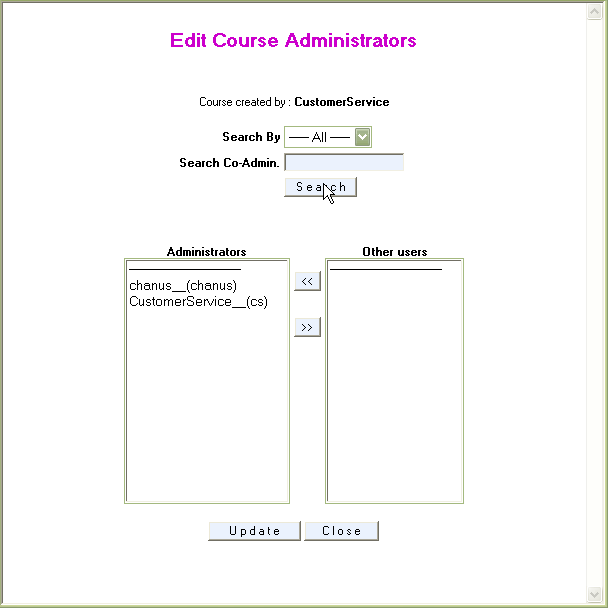 Edit Course Administrators
Course created by : CustomerService
Search By —— All ——
Search Co-Admin.
Search
Administrators Other users
chanus__(chanus)
CustomerService__(cs)
<<
>>
Update Close